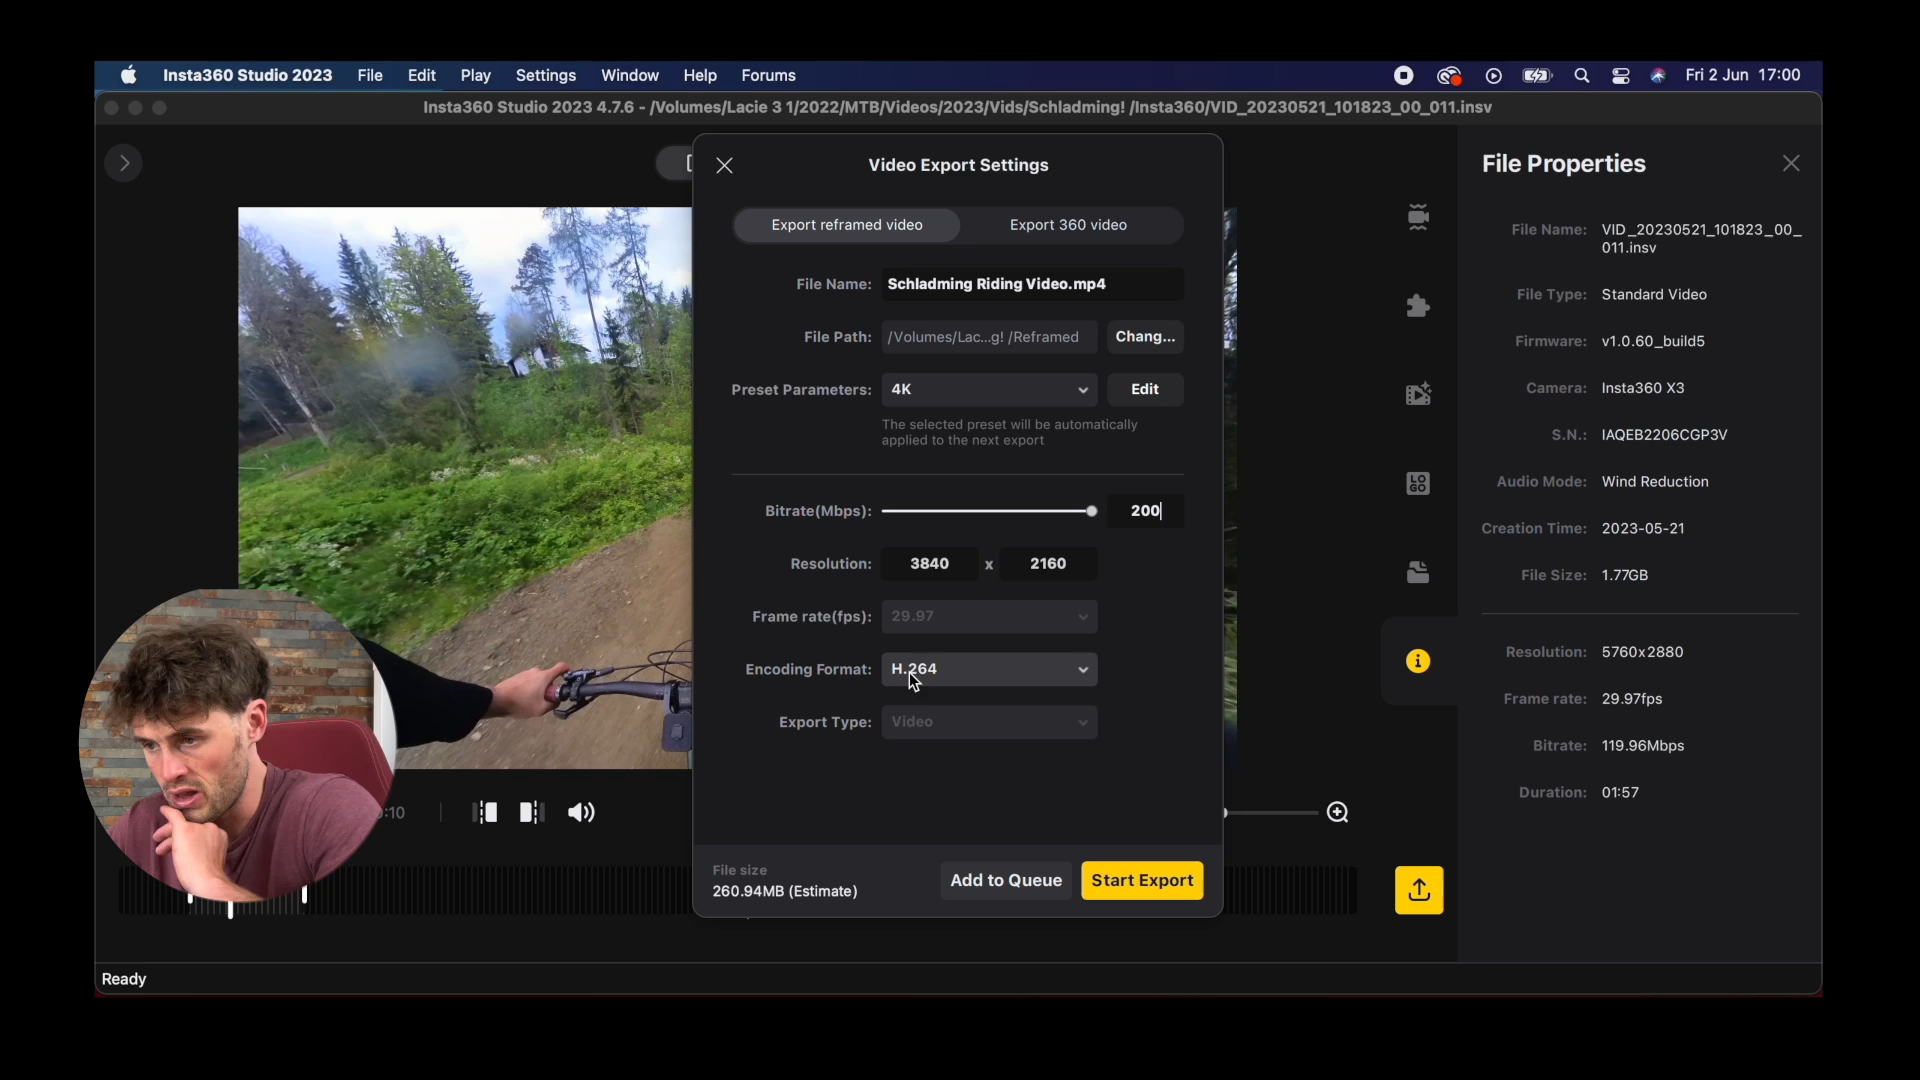 Insta360 Studio 2023 File Edit Play Settings Window Help Forums Fri 2 Jun 17:00
Insta360 Studio 2023 4.7.6 - /Volumes/Lacie 3 1/2022/MTB/Videos/2023/Vids/Schladming! /Insta360/VID_20230521_101823_00_011.insv
Video Export Settings
Export reframed video Export 360 video
File Name: Schladming Riding Video.mp4
File Path: /Volumes/Lac...g! /Reframed Chang...
Preset Parameters: 4K Edit
The selected preset will be automatically
applied to the next export
Bitrate(Mbps): 200
Resolution: 3840 x 2160
Frame rate(fps): 29.97
Encoding Format: H.264
Export Type: Video
File size
260.94MB (Estimate)
Add to Queue Start Export
:10
LO
GO
File Properties
File Name: VID_20230521_101823_00_
011.insv
File Type: Standard Video
Firmware: v1.0.60_build5
Camera: Insta360 X3
S.N.: IAQEB2206CGP3V
Audio Mode: Wind Reduction
Creation Time: 2023-05-21
File Size: 1.77GB
Resolution: 5760x2880
Frame rate: 29.97fps
Bitrate: 119.96Mbps
Duration: 01:57
Ready